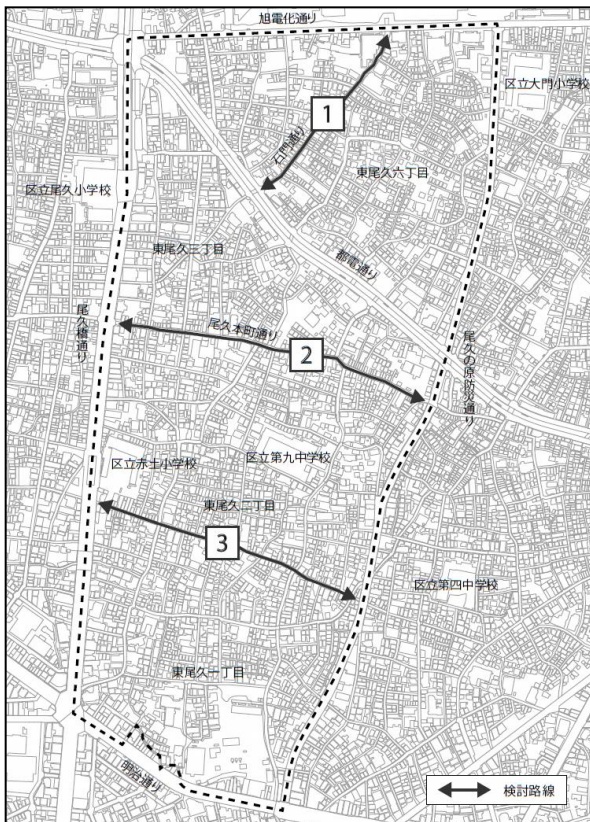 旭電化通り
区立大門小学校
1
石門通り
東尾久六丁目
区立尾久小学校
東尾久三丁目
都電通り
尾久橋通り
尾久本町通り
2
尾久の原防災通り
区立赤土小学校
区立第九中学校
東尾久二丁目
3
区立第四中学校
東尾久一丁目
明治通り
検討路線